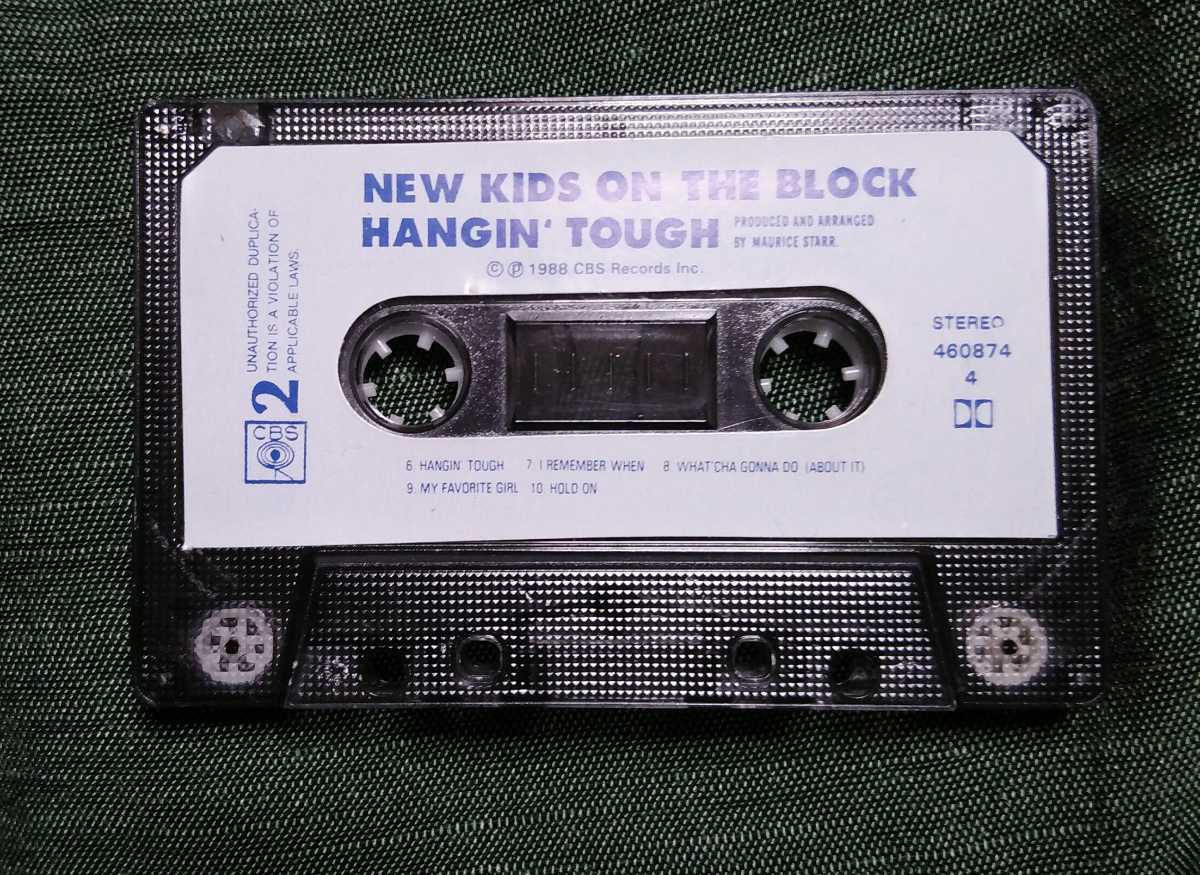 NEW KIDS ON THE BLOCK
HANGIN' TOUGH
PRODUCED AND ARRANGED
BY MAURICE STARR.
©℗ 1988 CBS Records Inc.
UNAUTHORIZED DUPLICA-
TION IS A VIOLATION OF
APPLICABLE LAWS.
2
CBS
STEREO
460874
4
6. HANGIN' TOUGH 7. I REMEMBER WHEN 8. WHAT'CHA GONNA DO (ABOUT IT)
9. MY FAVORITE GIRL 10. HOLD ON